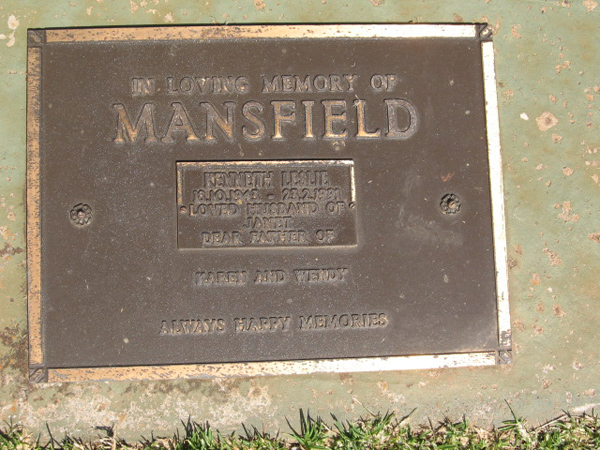 IN LOVING MEMORY OF
MANSFIELD
KENNETH LESLIE
LOVED HUSBAND OF
JANET
DEAR FATHER OF
KAREN AND WENDY
ALWAYS HAPPY MEMORIES